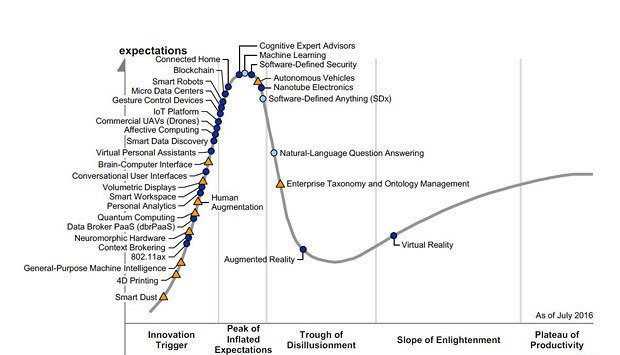 expectations
Cognitive Expert Advisors
Connected Home
Machine Learning
Blockchain
Software-Defined Security
Smart Robots
Autonomous Vehicles
Micro Data Centers
Nanotube Electronics
Gesture Control Devices
Software-Defined Anything (SDx)
IoT Platform
Commercial UAVs (Drones)
Affective Computing
Smart Data Discovery
Virtual Personal Assistants
Natural-Language Question Answering
Brain-Computer Interface
Conversational User Interfaces
Volumetric Displays
Enterprise Taxonomy and Ontology Management
Smart Workspace
Personal Analytics
Human
Augmentation
Quantum Computing
Data Broker PaaS (dbrPaaS)
Neuromorphic Hardware
Context Brokering
Virtual Reality
802.11ax
Augmented Reality
General-Purpose Machine Intelligence
4D Printing
Smart Dust
As of July 2016
Innovation
Trigger
Peak of
Inflated
Expectations
Trough of
Disillusionment
Slope of Enlightenment
Plateau of
Productivity